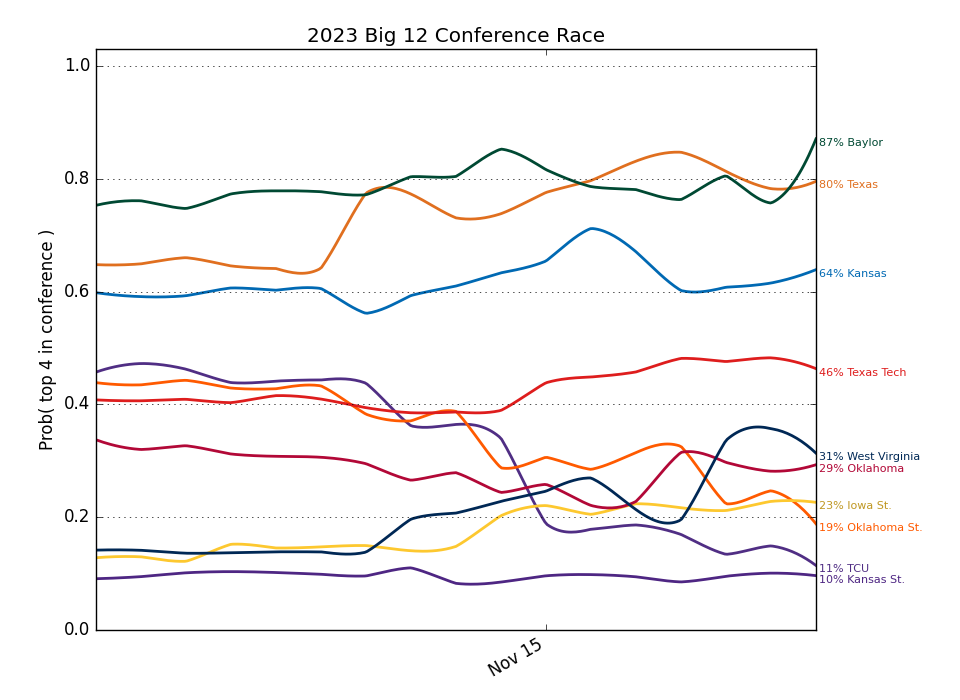 2023 Big 12 Conference Race
Prob( top 4 in conference )
1.0
0.8
0.6
0.4
0.2
0.0
Nov 15
87% Baylor
80% Texas
64% Kansas
46% Texas Tech
31% West Virginia
29% Oklahoma
23% Iowa St.
19% Oklahoma St.
11% TCU
10% Kansas St.